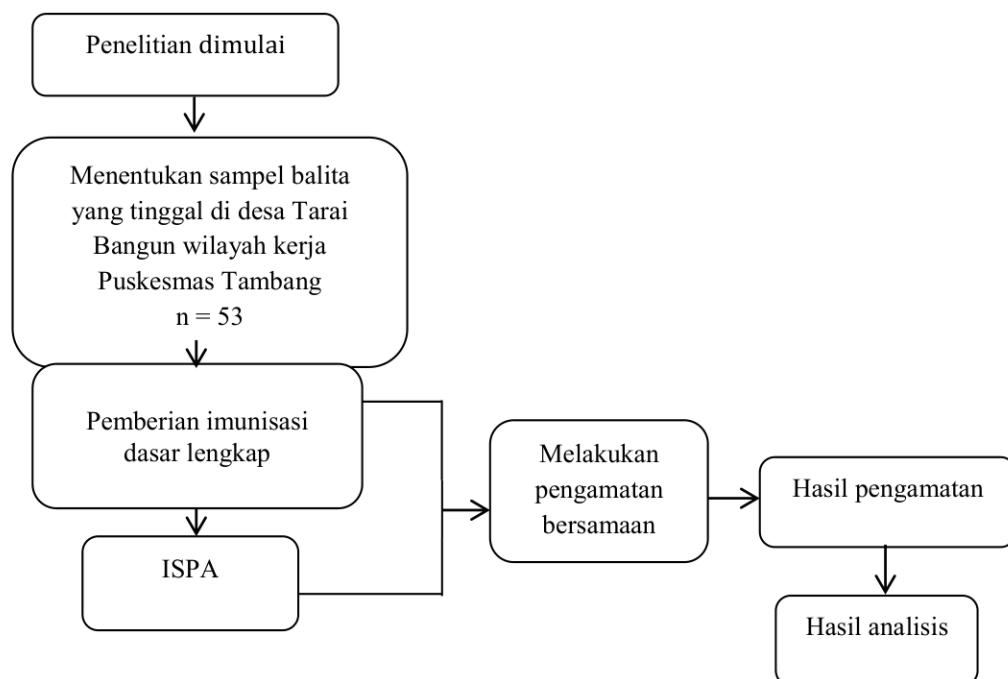 Penelitian dimulai
Menentukan sampel balita
yang tinggal di desa Tarai
Bangun wilayah kerja
Puskesmas Tambang
n = 53
Pemberian imunisasi
dasar lengkap
ISPA
Melakukan
pengamatan
bersamaan
Hasil pengamatan
Hasil analisis